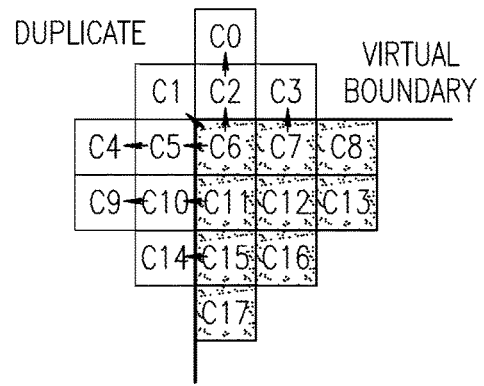 DUPLICATE
C0
VIRTUAL
BOUNDARY
C1 C2 C3
C4 C5 C6 C7 C8
C9 C10 C11 C12 C13
C14 C15 C16
C17